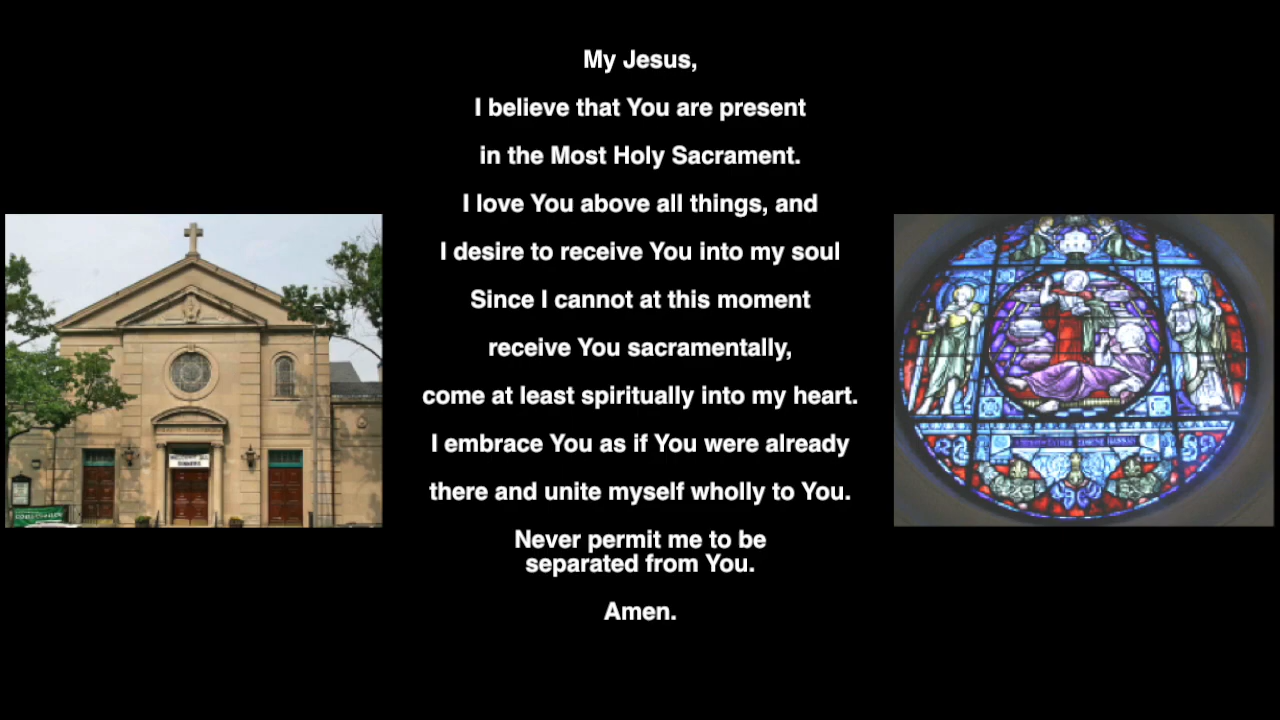 My Jesus,
I believe that You are present
in the Most Holy Sacrament.
I love You above all things, and
I desire to receive You into my soul
Since I cannot at this moment
receive You sacramentally,
come at least spiritually into my heart.
I embrace You as if You were already
there and unite myself wholly to You.
Never permit me to be
separated from You.
Amen.